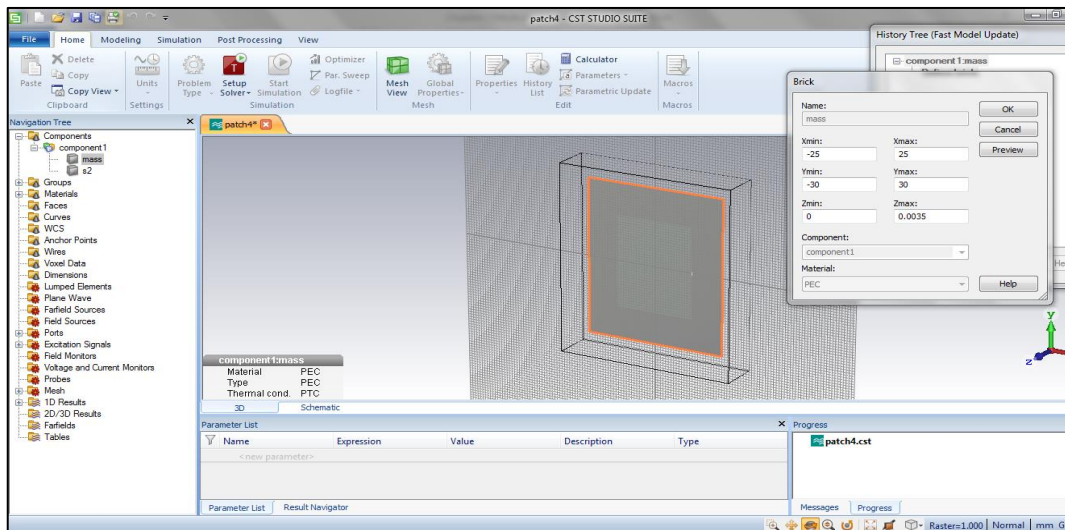 patch4 - CST STUDIO SUITE
File Home Modeling Simulation Post Processing View
Paste
Delete
Copy
Copy View
Clipboard
Units
Settings
Problem Type
Setup Solver
Start Simulation
Optimizer
Par. Sweep
Logfile
Simulation
Mesh View
Global Properties
Mesh
Properties
History List
Calculator
Parameters
Parametric Update
Edit
Macros
Macros
History Tree (Fast Model Update)
component1:mass
Brick
Name:
mass
Xmin: Xmax:
-25 25
Ymin: Ymax:
-30 30
Zmin: Zmax:
0 0.0035
Component:
component1
Material:
PEC
OK
Cancel
Preview
Help
He
Navigation Tree
Components
component1
mass
s2
Groups
Materials
Faces
Curves
WCS
Anchor Points
Wires
Voxel Data
Dimensions
Lumped Elements
Plane Wave
Farfield Sources
Field Sources
Ports
Excitation Signals
Field Monitors
Voltage and Current Monitors
Probes
Mesh
1D Results
2D/3D Results
Farfields
Tables
patch4*
component1:mass
Material PEC
Type PEC
Thermal cond. PTC
y
x
z
3D Schematic
Parameter List
Name Expression Value Description Type
<new parameter>
Parameter List Result Navigator
Progress
patch4.cst
Messages Progress
Raster=1.000 Normal mm G